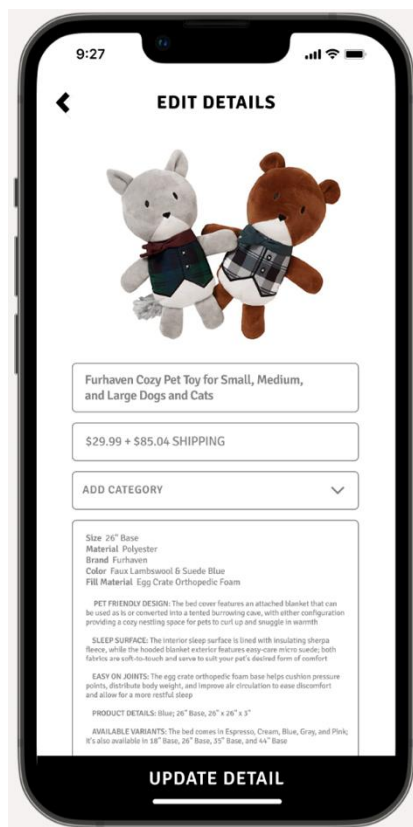 9:27
EDIT DETAILS
Furhaven Cozy Pet Toy for Small, Medium,
and Large Dogs and Cats
$29.99 + $85.04 SHIPPING
ADD CATEGORY
Size 26" Base
Material Polyester
Brand Furhaven
Color Faux Lambswool & Suede Blue
Fill Material Egg Crate Orthopedic Foam
PET FRIENDLY DESIGN: The bed cover features an attached blanket that can
be used as is or converted into a tented burrowing cave, with either configuration
providing a cozy nestling space for pets to curl up and snuggle in warmth
SLEEP SURFACE: The interior sleep surface is lined with insulating sherpa
fleece, while the hooded blanket exterior features easy-care micro suede; both
fabrics are soft-to-touch and serve to suit your pet's desired form of comfort
EASY ON JOINTS: The egg crate orthopedic foam base helps cushion pressure
points, distribute body weight, and improve air circulation to ease discomfort
and allow for a more restful sleep
PRODUCT DETAILS: Blue; 26" Base, 26" x 26" x 3"
AVAILABLE VARIANTS: The bed comes in Espresso, Cream, Blue, Gray, and Pink;
it's also available in 18" Base, 26" Base, 35" Base, and 44" Base
UPDATE DETAIL